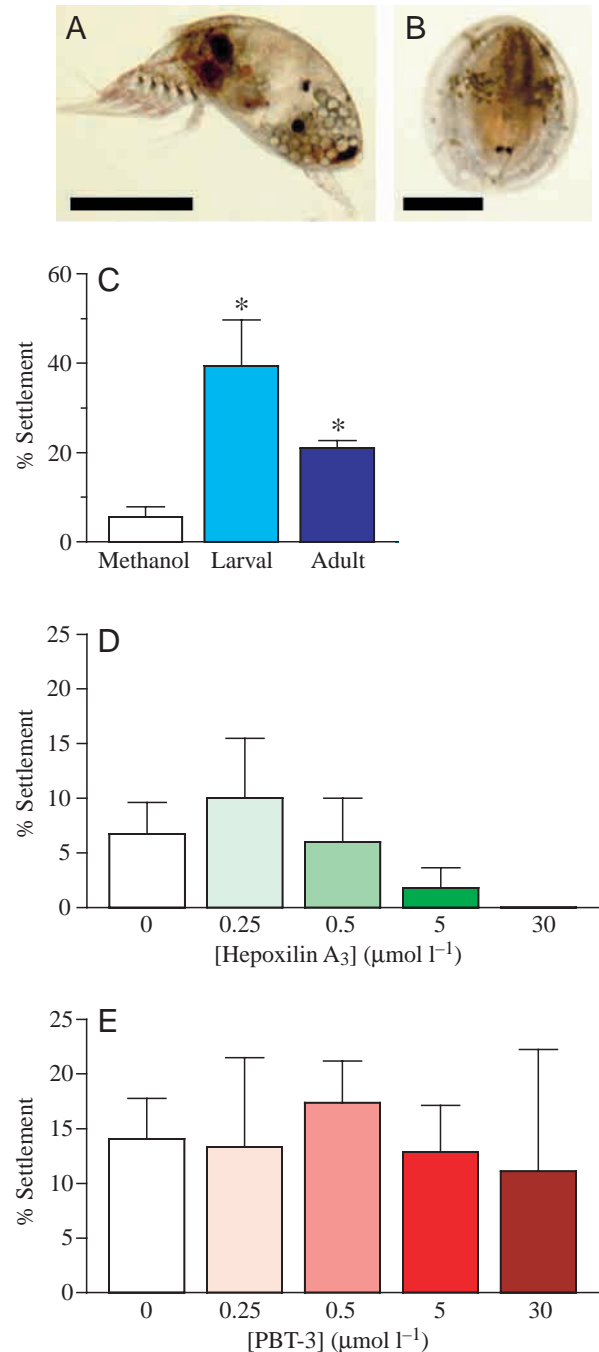 A
B
C
60
40
20
0
% Settlement
*
*
Methanol Larval Adult
D
25
20
15
10
5
0
% Settlement
0 0.25 0.5 5 30
[Hepoxilin A3] (μmol l–1)
E
25
20
15
10
5
0
% Settlement
0 0.25 0.5 5 30
[PBT-3] (μmol l–1)